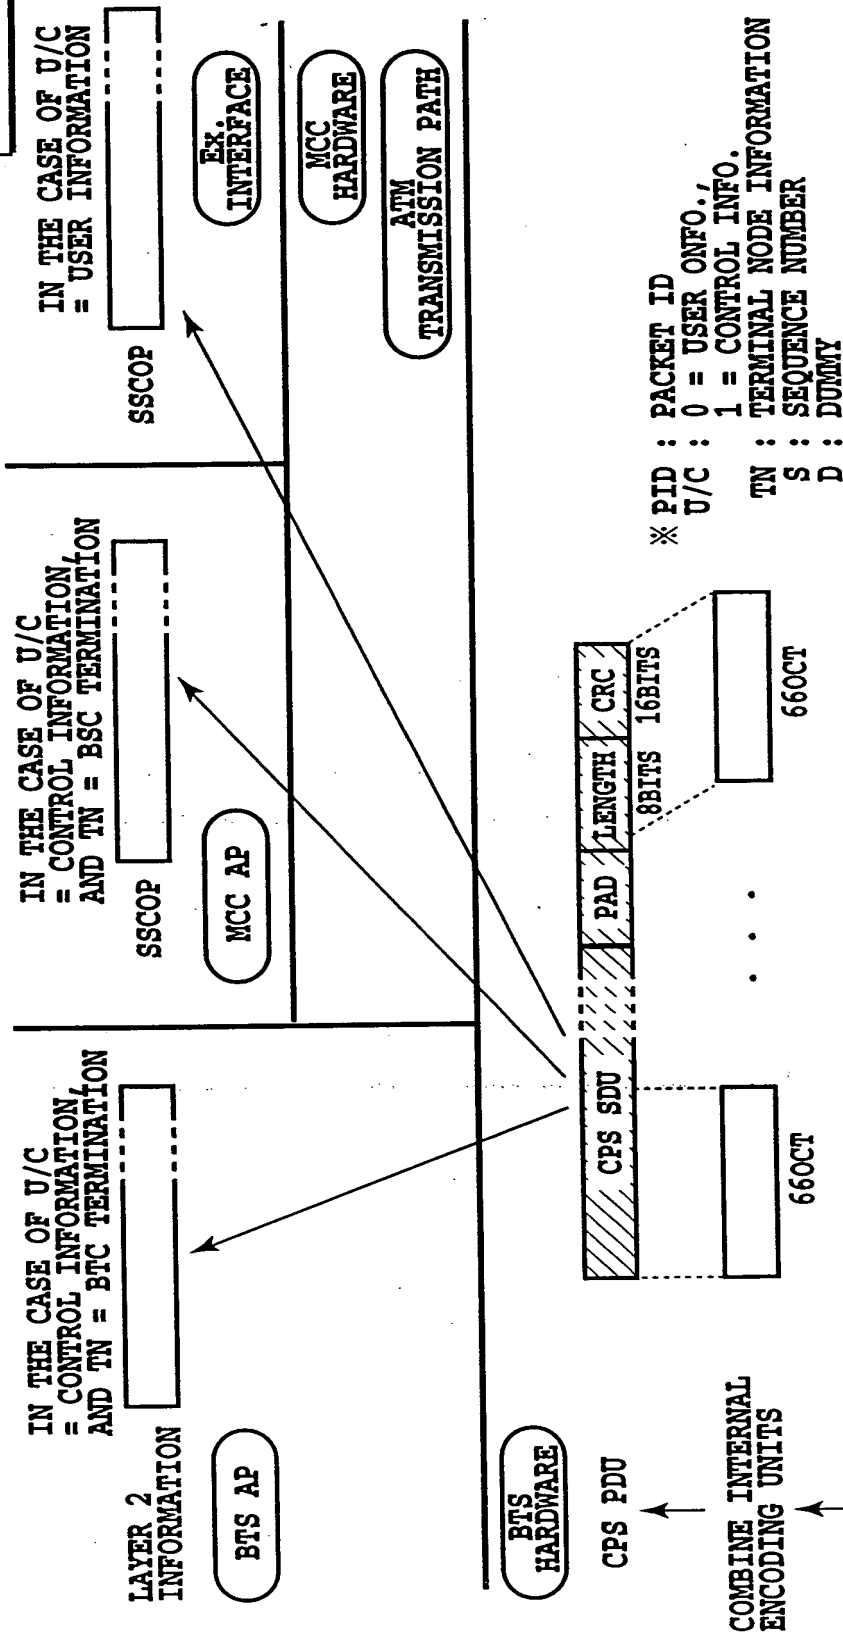 IN THE CASE OF U/C
= CONTROL INFORMATION,
AND TN = BTC TERMINATION
LAYER 2
INFORMATION
BTS AP
IN THE CASE OF U/C
= CONTROL INFORMATION,
AND TN = BSC TERMINATION
SSCOP
MCC AP
IN THE CASE OF U/C
= USER INFORMATION
SSCOP
Ex.
INTERFACE
MCC
HARDWARE
ATM
TRANSMISSION PATH
BTS
HARDWARE
CPS PDU
CPS SDU
PAD
LENGTH
CRC
8BITS
16BITS
COMBINE INTERNAL
ENCODING UNITS
66OCT
. . .
66OCT
※ PID : PACKET ID
U/C : 0 = USER ONFO.,
1 = CONTROL INFO.
TN : TERMINAL NODE INFORMATION
S : SEQUENCE NUMBER
D : DUMMY